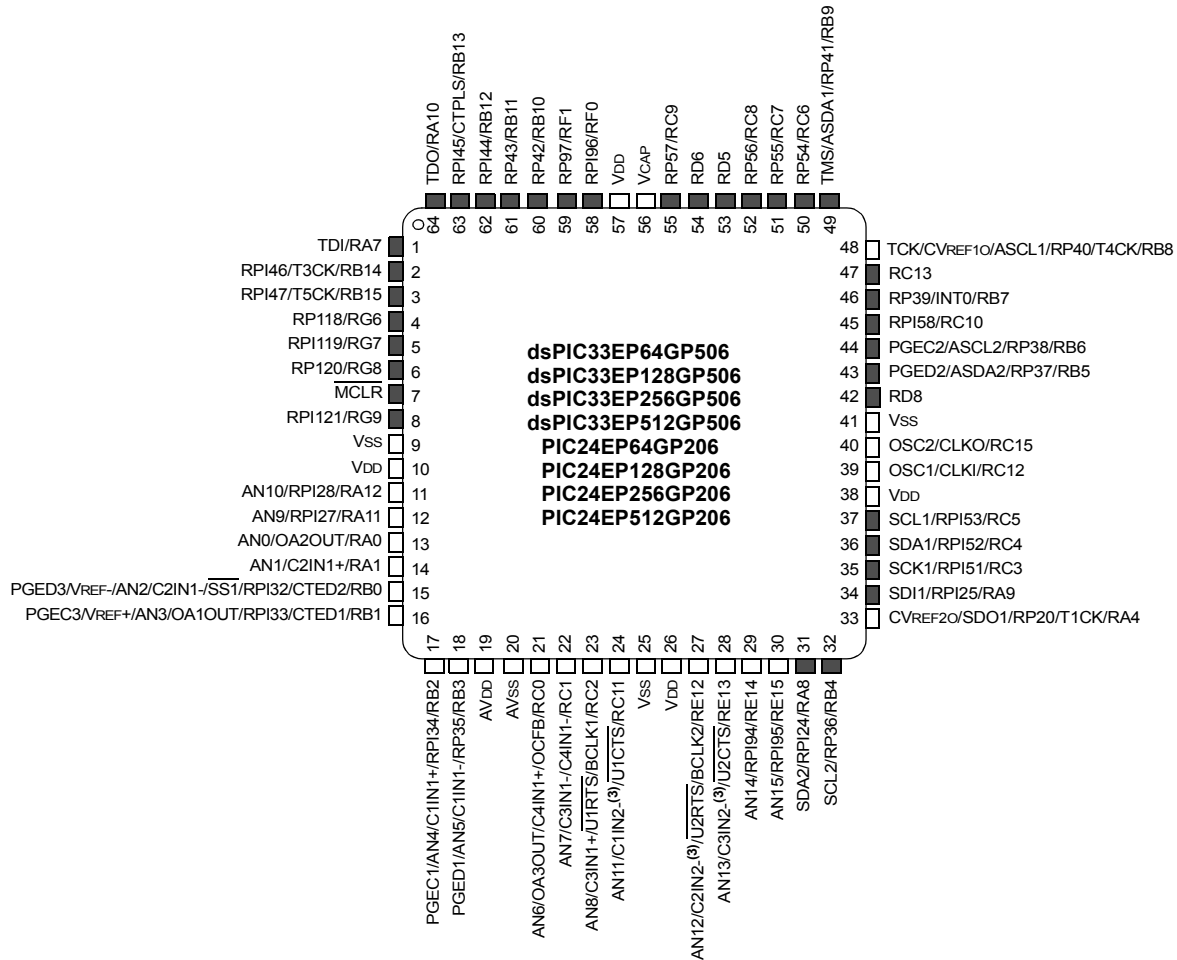 TDO/RA10
RPI45/CTPLS/RB13
RPI44/RB12
RP43/RB11
RP42/RB10
RP97/RF1
RPI96/RF0
VDD
VCAP
RP57/RC9
RD6
RD5
RP56/RC8
RP55/RC7
RP54/RC6
TMS/ASDA1/RP41/RB9
64 63 62 61 60 59 58 57 56 55 54 53 52 51 50 49
TDI/RA7 1
RPI46/T3CK/RB14 2
RPI47/T5CK/RB15 3
RP118/RG6 4
RPI119/RG7 5
RP120/RG8 6
MCLR 7
RPI121/RG9 8
VSS 9
VDD 10
AN10/RPI28/RA12 11
AN9/RPI27/RA11 12
AN0/OA2OUT/RA0 13
AN1/C2IN1+/RA1 14
PGED3/VREF-/AN2/C2IN1-/SS1/RPI32/CTED2/RB0 15
PGEC3/VREF+/AN3/OA1OUT/RPI33/CTED1/RB1 16
dsPIC33EP64GP506
dsPIC33EP128GP506
dsPIC33EP256GP506
dsPIC33EP512GP506
PIC24EP64GP206
PIC24EP128GP206
PIC24EP256GP206
PIC24EP512GP206
48 TCK/CVREF1O/ASCL1/RP40/T4CK/RB8
47 RC13
46 RP39/INT0/RB7
45 RPI58/RC10
44 PGEC2/ASCL2/RP38/RB6
43 PGED2/ASDA2/RP37/RB5
42 RD8
41 VSS
40 OSC2/CLKO/RC15
39 OSC1/CLKI/RC12
38 VDD
37 SCL1/RPI53/RC5
36 SDA1/RPI52/RC4
35 SCK1/RPI51/RC3
34 SDI1/RPI25/RA9
33 CVREF2O/SDO1/RP20/T1CK/RA4
17 18 19 20 21 22 23 24 25 26 27 28 29 30 31 32
PGEC1/AN4/C1IN1+/RPI34/RB2
PGED1/AN5/C1IN1-/RP35/RB3
AVDD
AVSS
AN6/OA3OUT/C4IN1+/OCFB/RC0
AN7/C3IN1-/C4IN1-/RC1
AN8/C3IN1+/U1RTS/BCLK1/RC2
AN11/C1IN2-(3)/U1CTS/RC11
VSS
VDD
AN12/C2IN2-(3)/U2RTS/BCLK2/RE12
AN13/C3IN2-(3)/U2CTS/RE13
AN14/RPI94/RE14
AN15/RPI95/RE15
SDA2/RPI24/RA8
SCL2/RP36/RB4